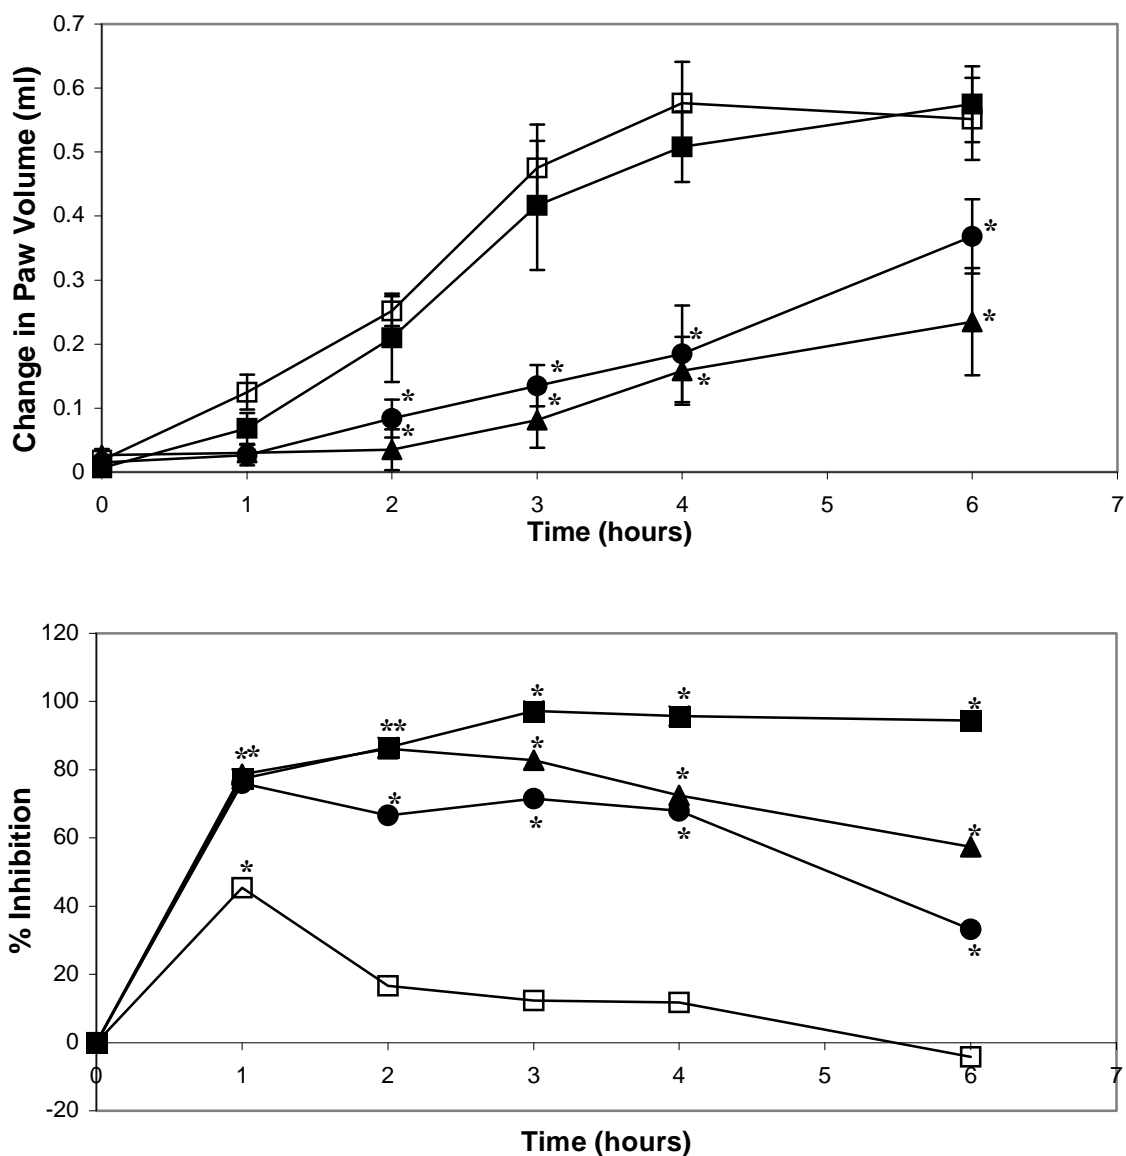 0.7
0.6
0.5
0.4
0.3
0.2
0.1
0
Change in Paw Volume (ml)
* * * * * * * *
0 1 2 3 4 5 6 7
Time (hours)
120
100
80
60
40
20
0
-20
% Inhibition
* * *
** ** *
* * *
* * * *
*
0 1 2 3 4 5 6 7
Time (hours)